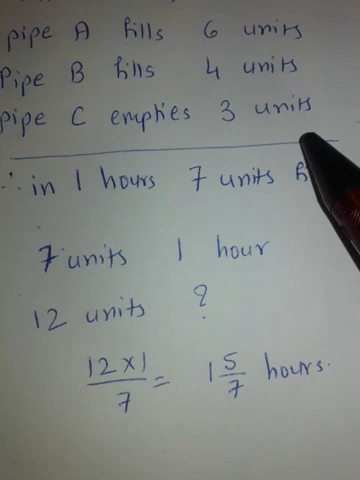 pipe A fills 6 units
Pipe B fills 4 units
pipe C empties 3 units
∴ in 1 hours 7 units
7 units 1 hour
12 units ?
12×1/7 = 1 5/7 hours.